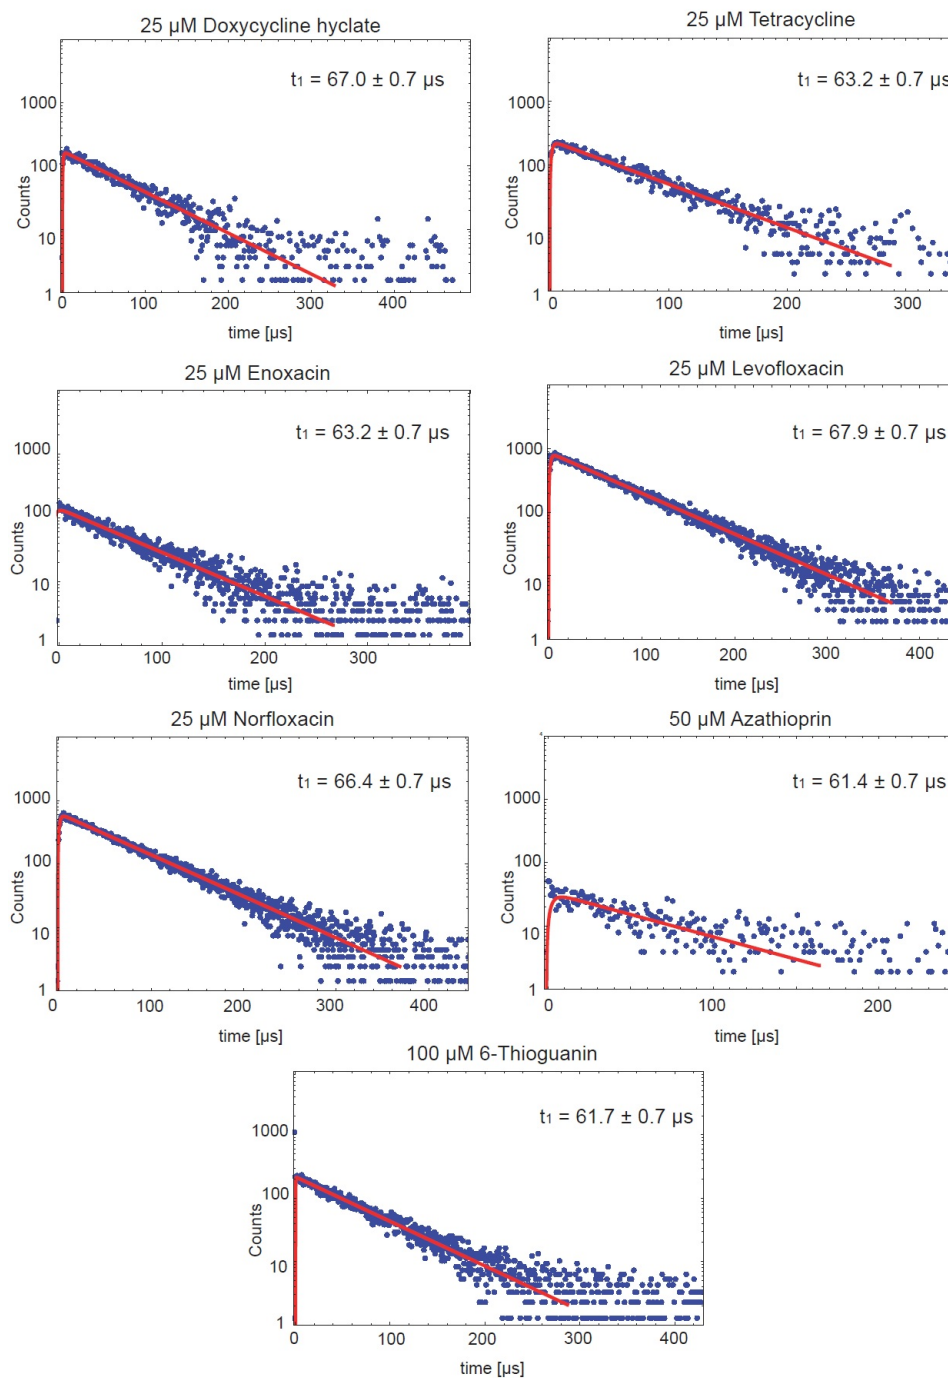 25 µM Doxycycline hyclate
t₁ = 67.0 ± 0.7 µs
1000
100
10
1
Counts
0 100 200 300 400
time [µs]
25 µM Tetracycline
t₁ = 63.2 ± 0.7 µs
1000
100
10
1
Counts
0 100 200 300
time [µs]
25 µM Enoxacin
t₁ = 63.2 ± 0.7 µs
1000
100
10
1
Counts
0 100 200 300
time [µs]
25 µM Levofloxacin
t₁ = 67.9 ± 0.7 µs
1000
100
10
1
Counts
0 100 200 300 400
time [µs]
25 µM Norfloxacin
t₁ = 66.4 ± 0.7 µs
1000
100
10
1
Counts
0 100 200 300 400
time [µs]
50 µM Azathioprin
t₁ = 61.4 ± 0.7 µs
1000
100
10
1
Counts
0 100 200
time [µs]
100 µM 6-Thioguanin
t₁ = 61.7 ± 0.7 µs
1000
100
10
1
Counts
0 100 200 300 400
time [µs]